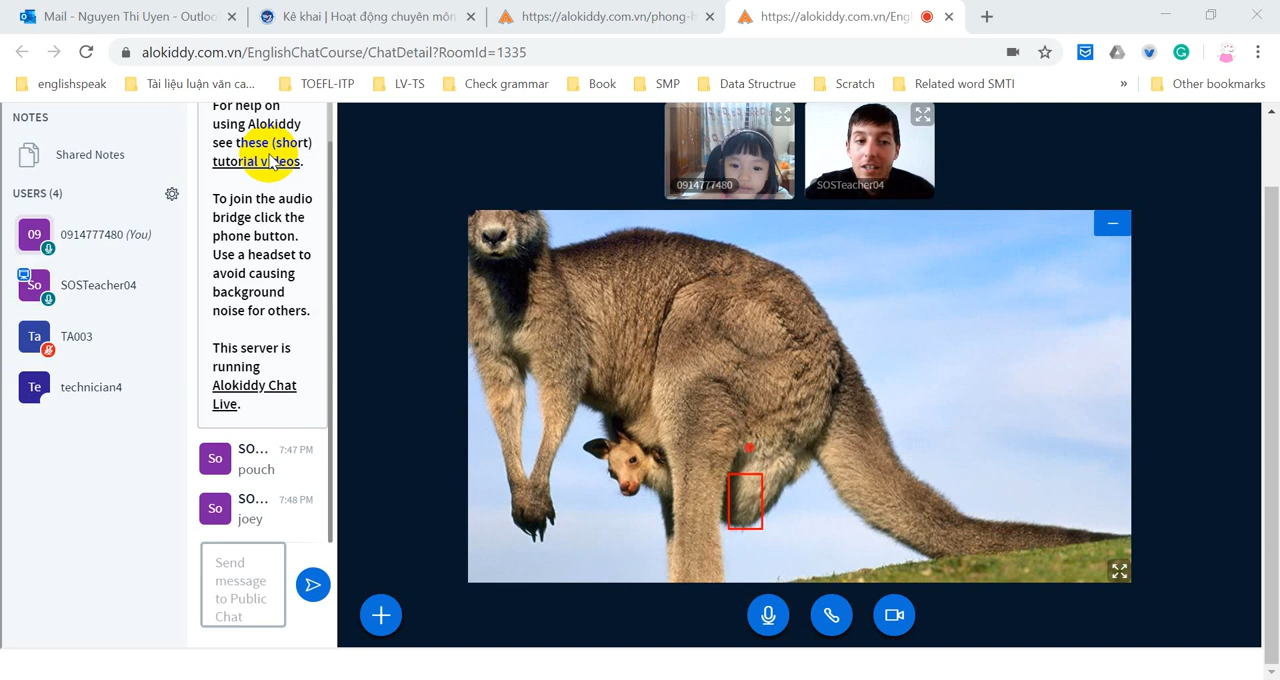 Mail - Nguyen Thi Uyen - Outloo
Kê khai | Hoạt động chuyên môn
https://alokiddy.com.vn/phong-h
https://alokiddy.com.vn/Engl
alokiddy.com.vn/EnglishChatCourse/ChatDetail?RoomId=1335
englishspeak
Tài liệu luận văn ca...
TOEFL-ITP
LV-TS
Check grammar
Book
SMP
Data Structrue
Scratch
Related word SMTI
»
Other bookmarks
NOTES
Shared Notes
USERS (4)
09
0914777480 (You)
So
SOSTeacher04
Ta
TA003
Te
technician4
For help on
using Alokiddy
see these (short)
tutorial videos.
To join the audio
bridge click the
phone button.
Use a headset to
avoid causing
background
noise for others.
This server is
running
Alokiddy Chat
Live.
So
SO... 7:47 PM
pouch
So
SO... 7:48 PM
joey
Send
message
to Public
Chat
0914777480
SOSTeacher04